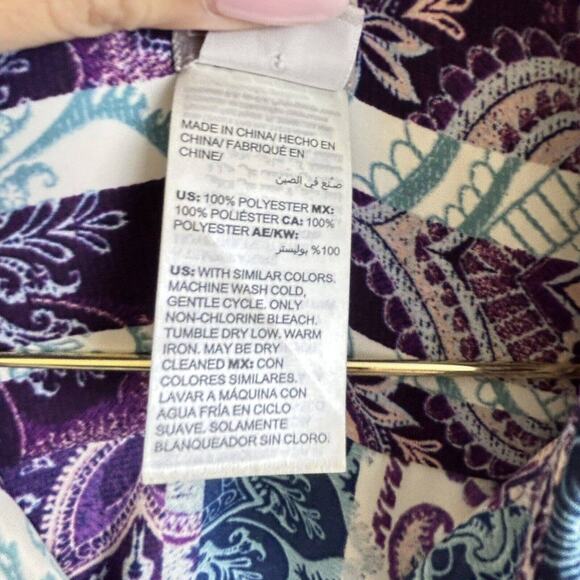 MADE IN CHINA/ HECHO EN
CHINA/ FABRIQUÉ EN
CHINE/
صنع في الصين
US: 100% POLYESTER MX:
100% POLIÉSTER CA: 100%
POLYESTER AE/KW:
100% بوليستر
US: WITH SIMILAR COLORS.
MACHINE WASH COLD,
GENTLE CYCLE. ONLY
NON-CHLORINE BLEACH.
TUMBLE DRY LOW. WARM
IRON. MAY BE DRY
CLEANED MX: CON
COLORES SIMILARES.
LAVAR A MÁQUINA CON
AGUA FRÍA EN CICLO
SUAVE. SOLAMENTE
BLANQUEADOR SIN CLORO.